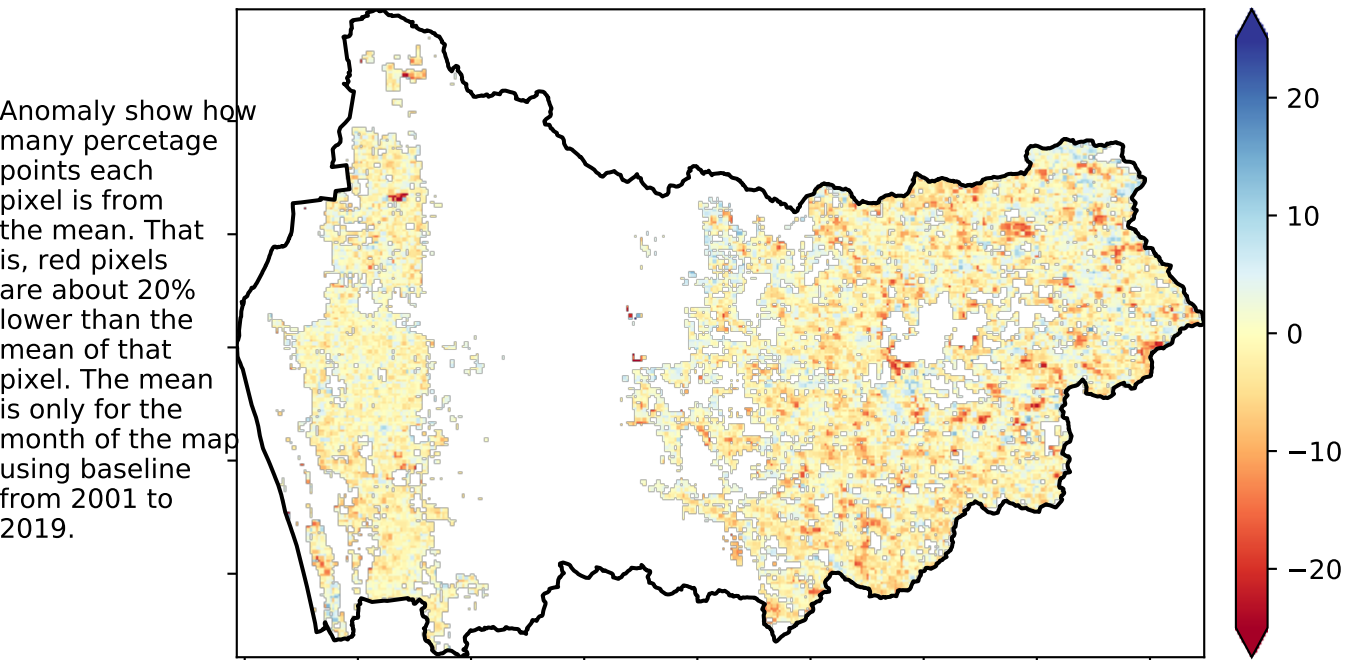 Anomaly show how
many percetage
points each
pixel is from
the mean. That
is, red pixels
are about 20%
lower than the
mean of that
pixel. The mean
is only for the
month of the map
using baseline
from 2001 to
2019.
20
10
0
−10
−20